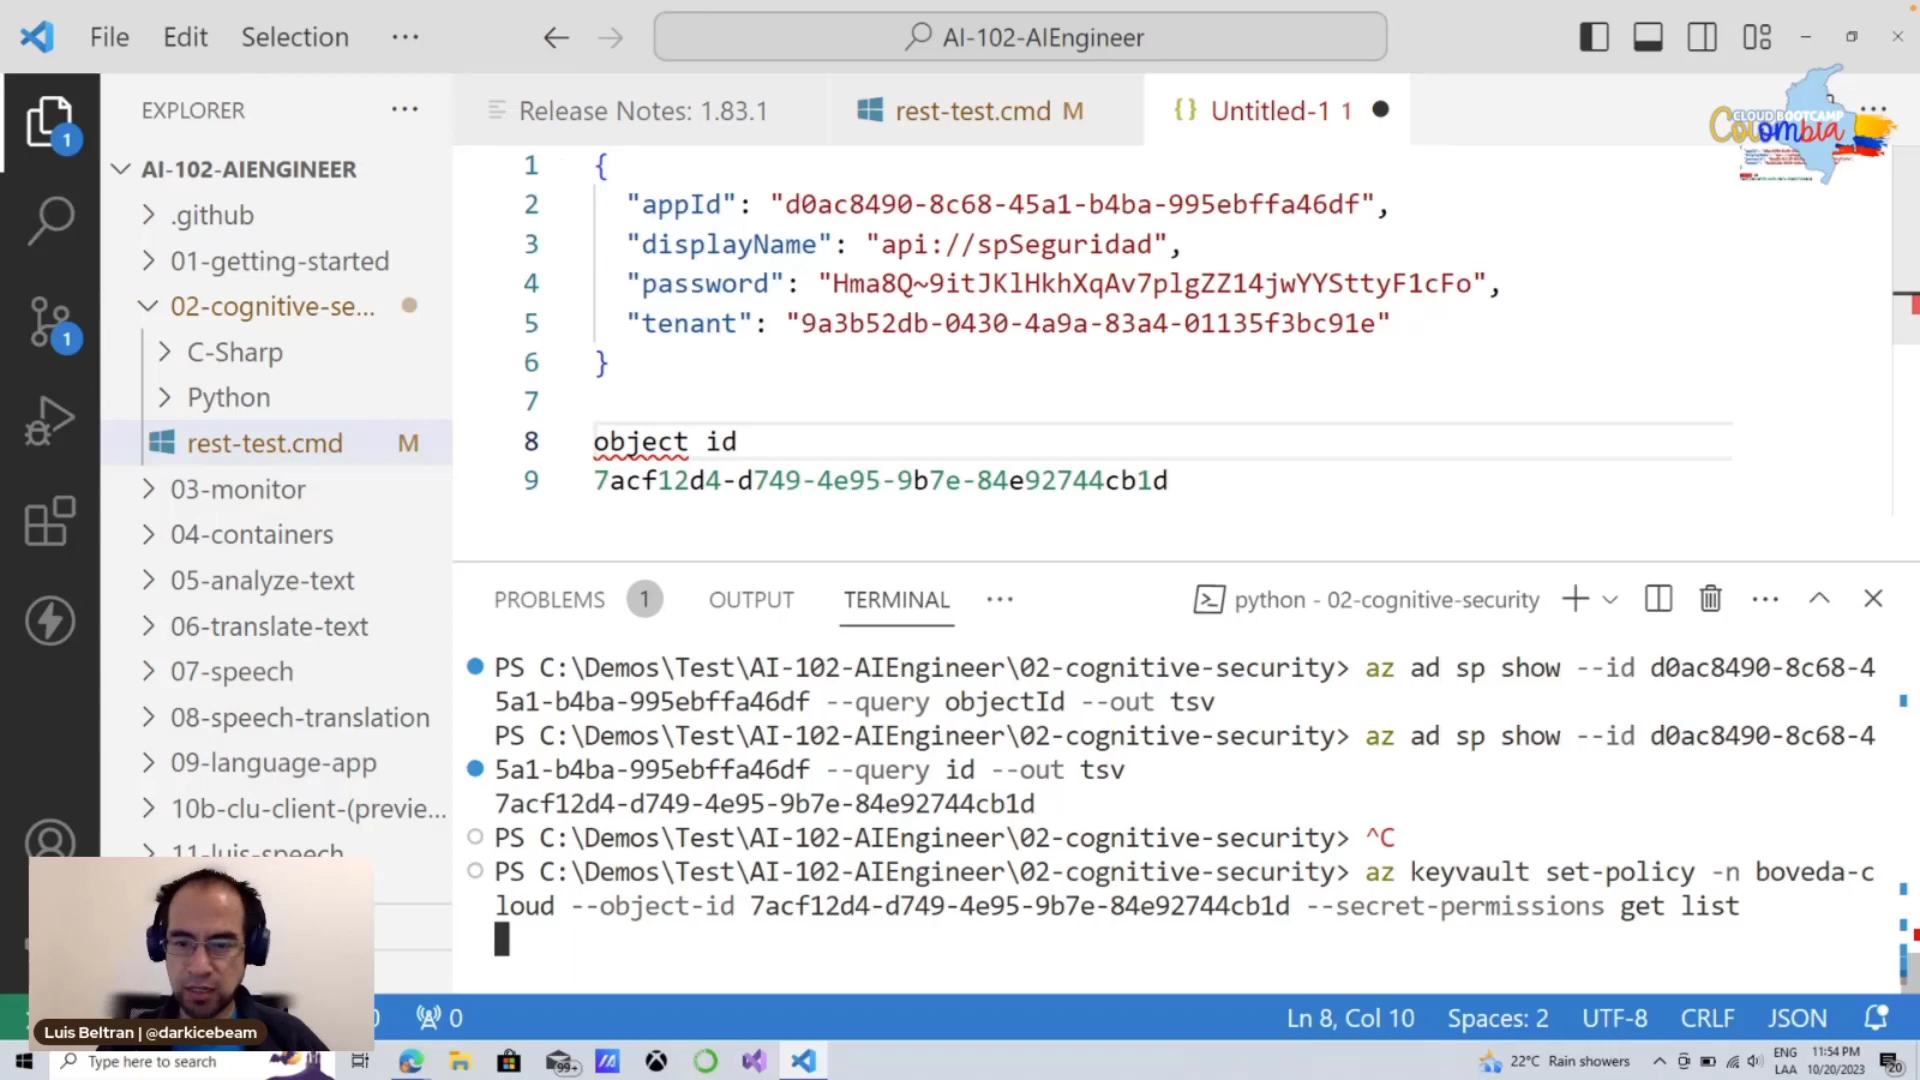 File Edit Selection ···
AI-102-AIEngineer
EXPLORER ···
Release Notes: 1.83.1
rest-test.cmd M
{} Untitled-1 1
CLOUD BOOTCAMP
Colombia
AI-102-AIENGINEER
.github
01-getting-started
02-cognitive-se...
C-Sharp
Python
rest-test.cmd M
03-monitor
04-containers
05-analyze-text
06-translate-text
07-speech
08-speech-translation
09-language-app
10b-clu-client-(previe...
11-luis-speech
1
1
1 {
2 "appId": "d0ac8490-8c68-45a1-b4ba-995ebffa46df",
3 "displayName": "api://spSeguridad",
4 "password": "Hma8Q~9itJKlHkhXqAv7plgZZ14jwYYSttyF1cFo",
5 "tenant": "9a3b52db-0430-4a9a-83a4-01135f3bc91e"
6 }
7
8 object id
9 7acf12d4-d749-4e95-9b7e-84e92744cb1d
PROBLEMS 1 OUTPUT TERMINAL ··· python - 02-cognitive-security
PS C:\Demos\Test\AI-102-AIEngineer\02-cognitive-security> az ad sp show --id d0ac8490-8c68-4
5a1-b4ba-995ebffa46df --query objectId --out tsv
PS C:\Demos\Test\AI-102-AIEngineer\02-cognitive-security> az ad sp show --id d0ac8490-8c68-4
5a1-b4ba-995ebffa46df --query id --out tsv
7acf12d4-d749-4e95-9b7e-84e92744cb1d
PS C:\Demos\Test\AI-102-AIEngineer\02-cognitive-security> ^C
PS C:\Demos\Test\AI-102-AIEngineer\02-cognitive-security> az keyvault set-policy -n boveda-c
loud --object-id 7acf12d4-d749-4e95-9b7e-84e92744cb1d --secret-permissions get list
Luis Beltran | @darkicebeam
0 Ln 8, Col 10 Spaces: 2 UTF-8 CRLF JSON
Type here to search
99+
22°C Rain showers
ENG
LAA
11:54 PM
10/20/2023
20